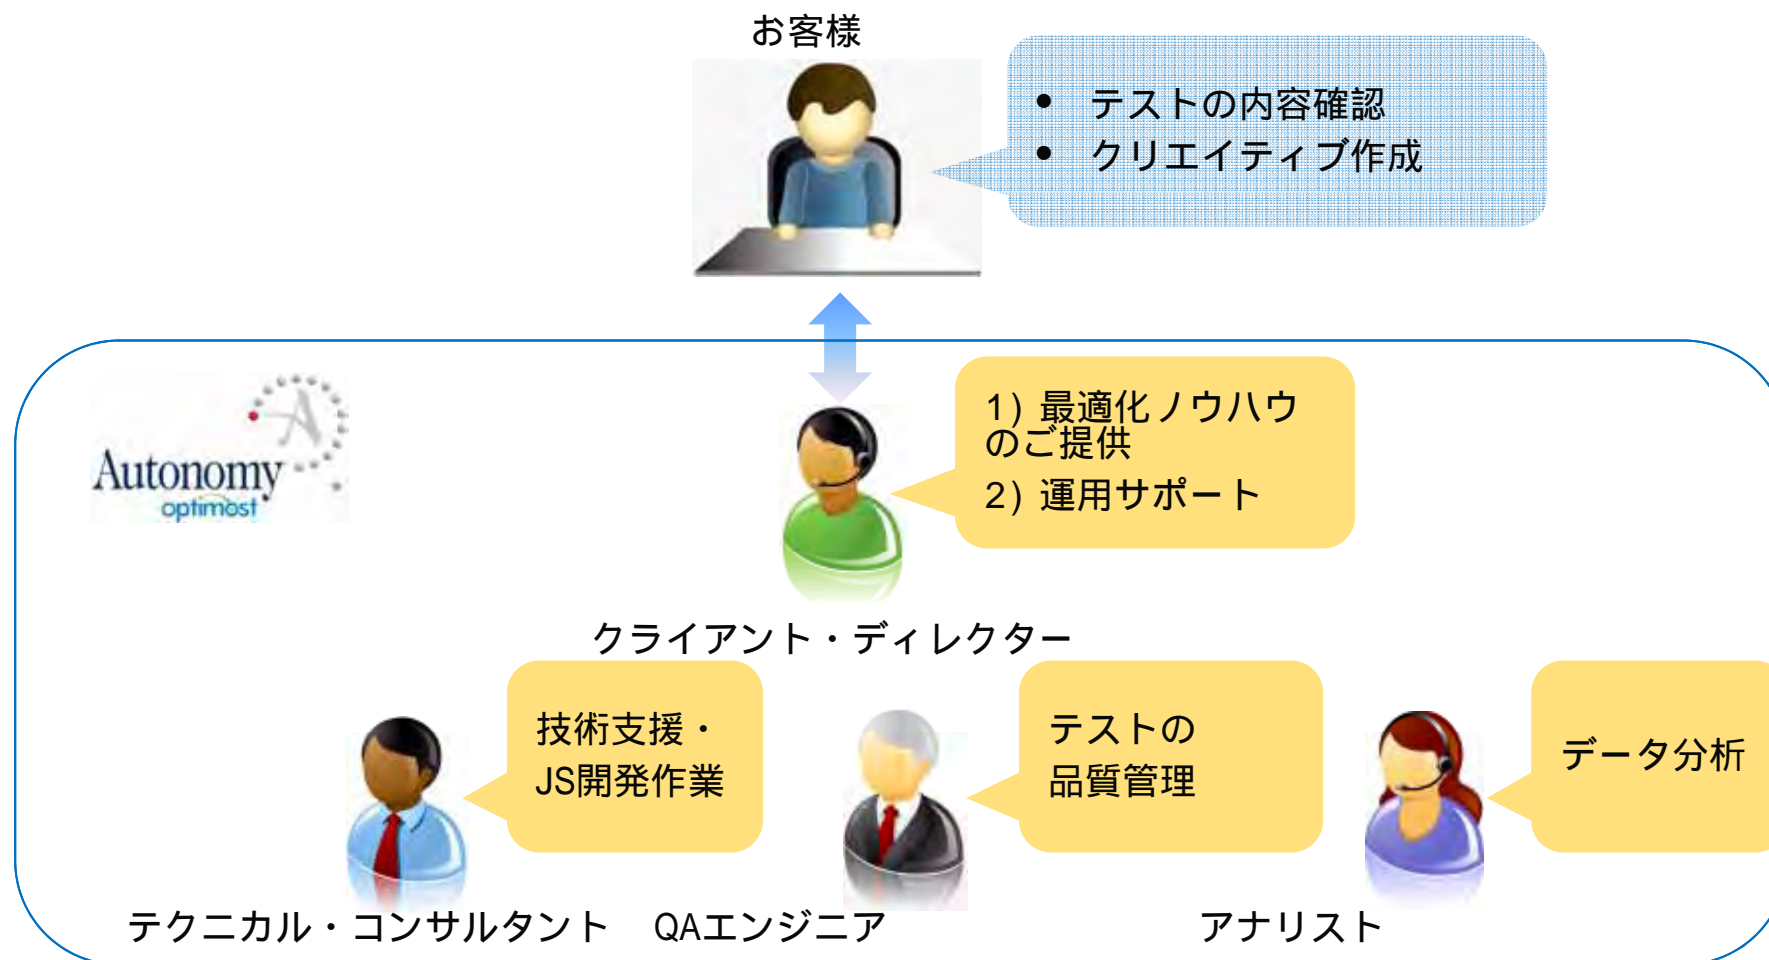 お客様
• テストの内容確認
• クリエイティブ作成
Autonomy
optimost
1) 最適化ノウハウ
のご提供
2) 運用サポート
クライアント・ディレクター
技術支援・
JS開発作業
テストの
品質管理
データ分析
テクニカル・コンサルタント
QAエンジニア
アナリスト